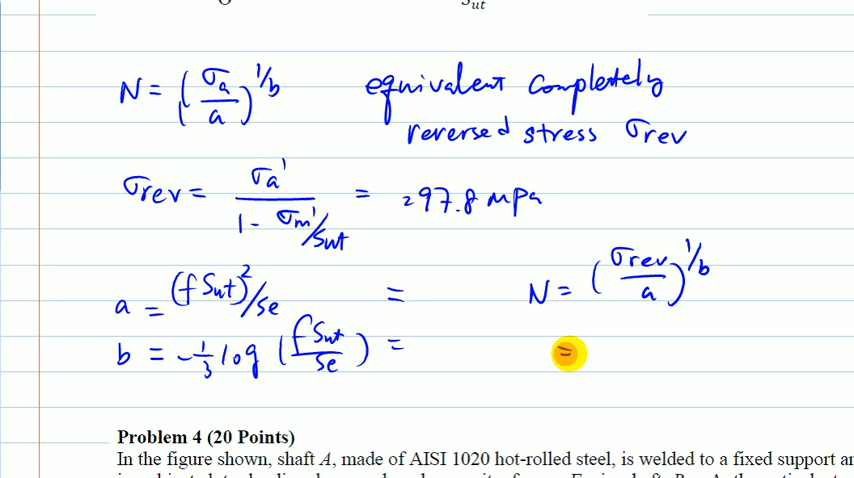 S_ut
N = (σa/a)^1/b equivalent completely
reversed stress σrev
σrev = σa'/(1 - σm'/Sut) = 297.8 MPa
a = (f Sut)²/Se = N = (σrev/a)^1/b
b = -1/3 log (f Sut/Se) = =
Problem 4 (20 Points)
In the figure shown, shaft A, made of AISI 1020 hot-rolled steel, is welded to a fixed support an